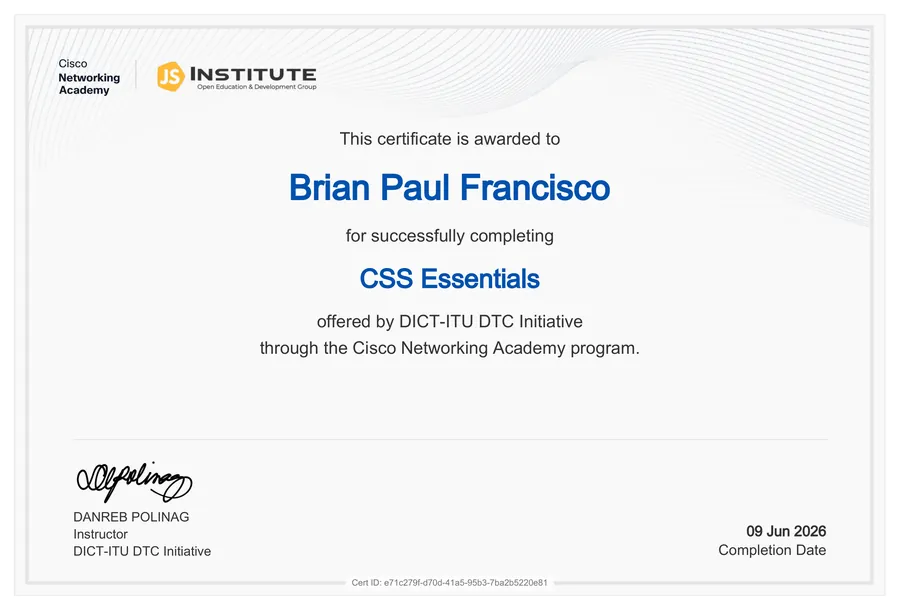 Cisco
Networking
Academy
JS INSTITUTE
Open Education & Development Group
This certificate is awarded to
Brian Paul Francisco
for successfully completing
CSS Essentials
offered by DICT-ITU DTC Initiative
through the Cisco Networking Academy program.
DPolinag
DANREB POLINAG
Instructor
DICT-ITU DTC Initiative
09 Jun 2026
Completion Date
Cert ID: e71c279f-d70d-41a5-95b3-7ba2b5220e81